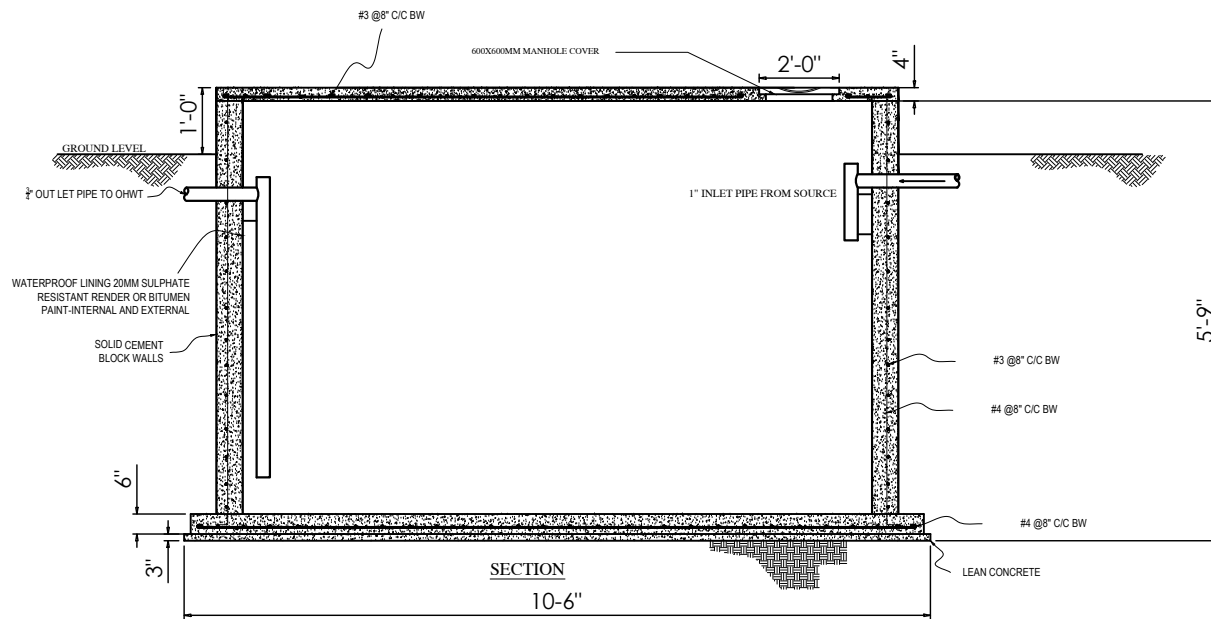 #3 @8" C/C BW
600X600MM MANHOLE COVER
2'-0"
4"
1'-0"
GROUND LEVEL
1" INLET PIPE FROM SOURCE
¾" OUT LET PIPE TO OHWT
WATERPROOF LINING 20MM SULPHATE
RESISTANT RENDER OR BITUMEN
PAINT-INTERNAL AND EXTERNAL
5'-9"
SOLID CEMENT
BLOCK WALLS
#3 @8" C/C BW
#4 @8" C/C BW
6"
#4 @8" C/C BW
3"
SECTION
LEAN CONCRETE
10-6"